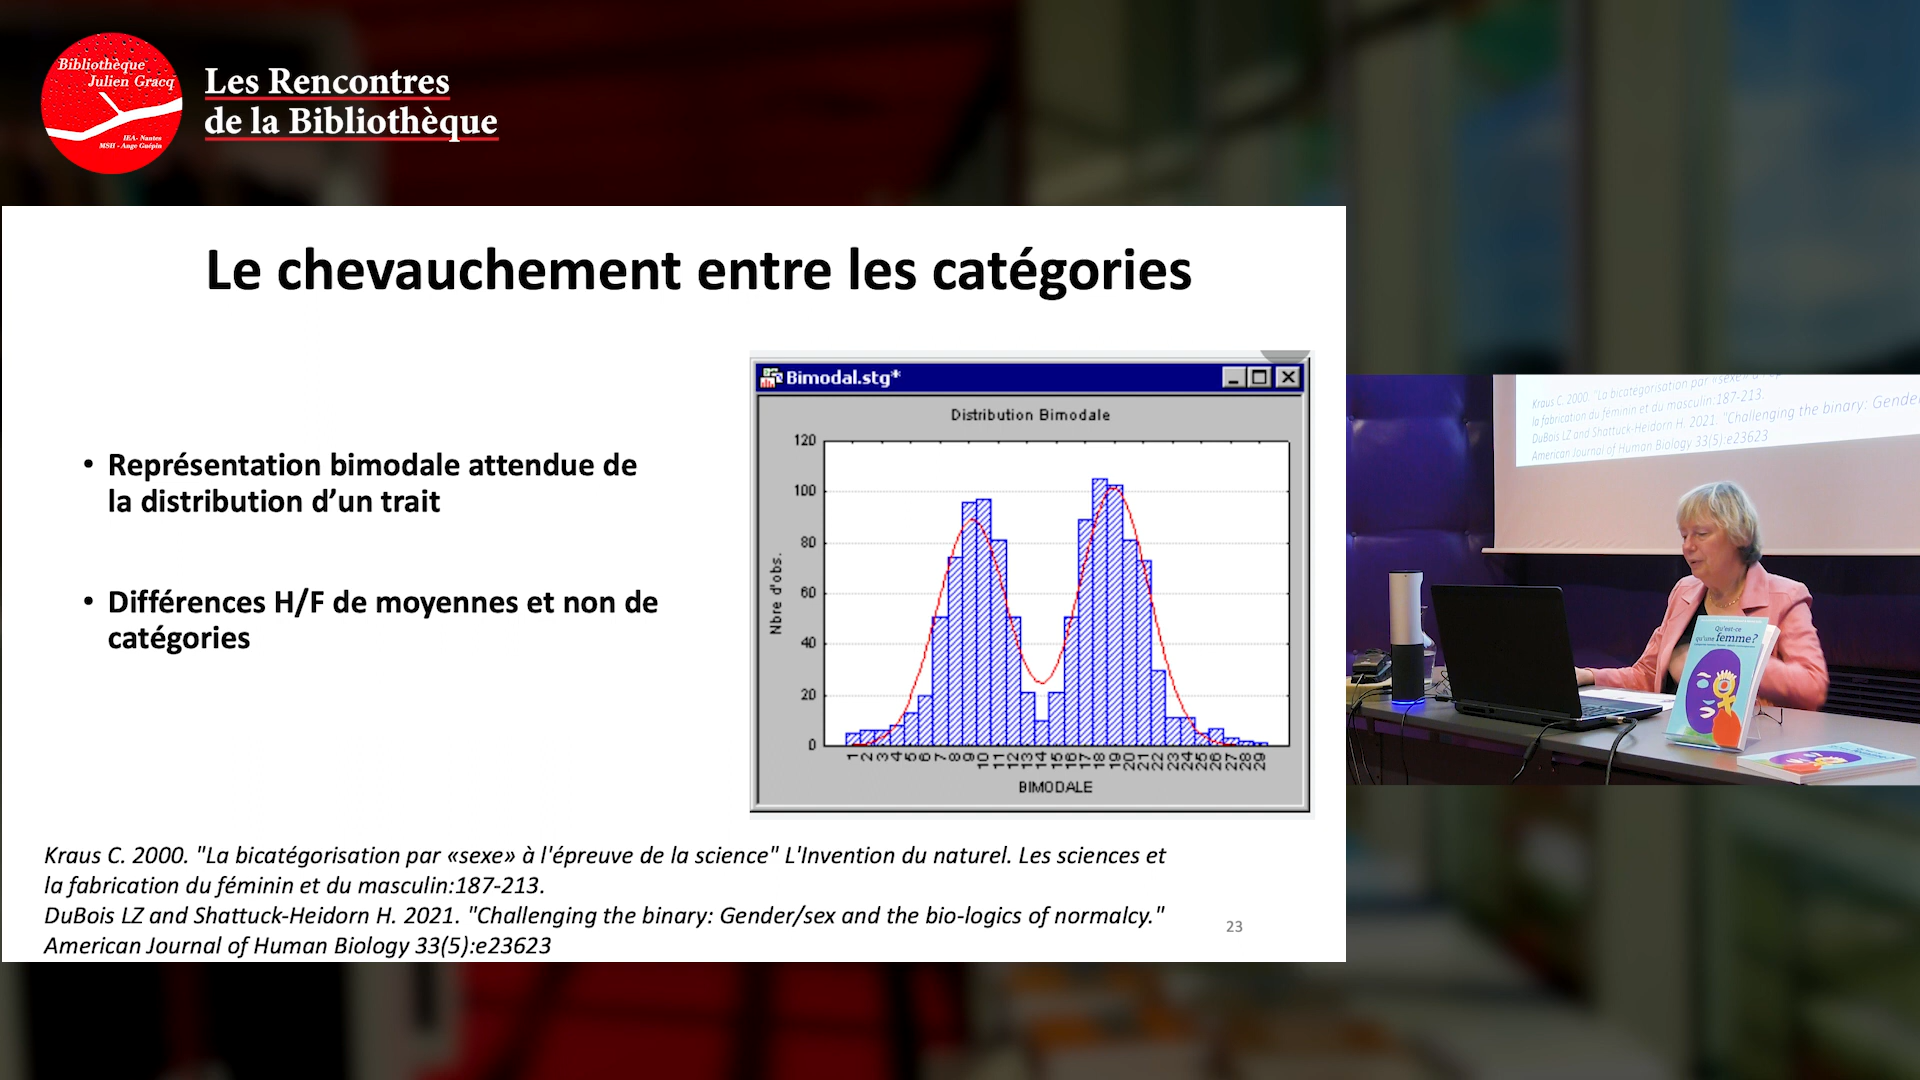 Bibliothèque
Julien Gracq
IEA- Nantes
MSH - Ange Guépin
Les Rencontres
de la Bibliothèque
Le chevauchement entre les catégories
• Représentation bimodale attendue de
la distribution d’un trait
• Différences H/F de moyennes et non de
catégories
Bimodal.stg*
Distribution Bimodale
Nbre d'obs.
120
100
80
60
40
20
0
1 2 3 4 5 6 7 8 9 10 11 12 13 14 15 16 17 18 19 20 21 22 23 24 25 26 27 28 29
BIMODALE
Kraus C. 2000. "La bicatégorisation par «sexe» à l'épreuve de la science" L'Invention du naturel. Les sciences et
la fabrication du féminin et du masculin:187-213.
DuBois LZ and Shattuck-Heidorn H. 2021. "Challenging the binary: Gender/sex and the bio-logics of normalcy."
American Journal of Human Biology 33(5):e23623
23
Kraus C. 2000. "La bicatégorisation par «sexe» à
la fabrication du féminin et du masculin:187-213.
DuBois LZ and Shattuck-Heidorn H. 2021. "Challenging the binary: Gende
American Journal of Human Biology 33(5):e23623
Qu'est-ce
qu'une femme?